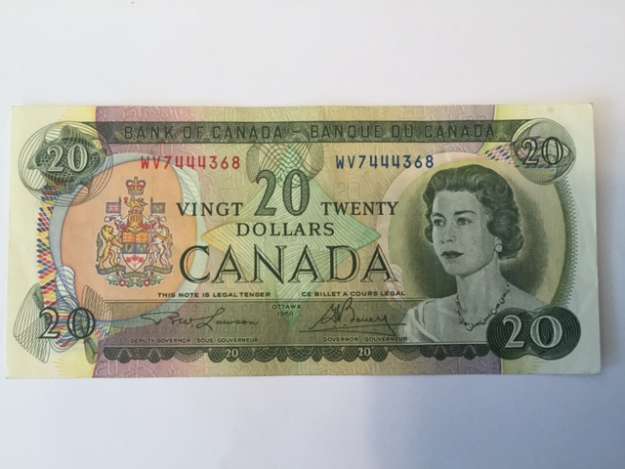 BANK OF CANADA - BANQUE DU CANADA
20 20
WV7444368 WV7444368
VINGT 20 TWENTY
DOLLARS
CANADA
THIS NOTE IS LEGAL TENDER CE BILLET A COURS LÉGAL
OTTAWA
1969
20 20
DEPUTY GOVERNOR · SOUS-GOUVERNEUR GOVERNOR · GOUVERNEUR
20 20